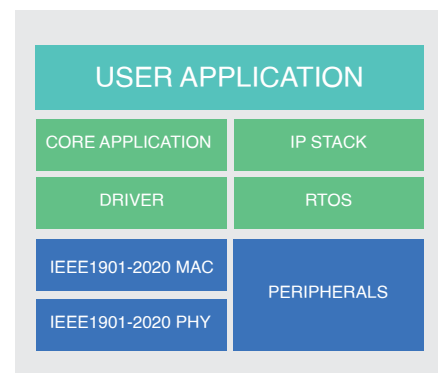 USER APPLICATION
CORE APPLICATION
IP STACK
DRIVER
RTOS
IEEE1901-2020 MAC
PERIPHERALS
IEEE1901-2020 PHY